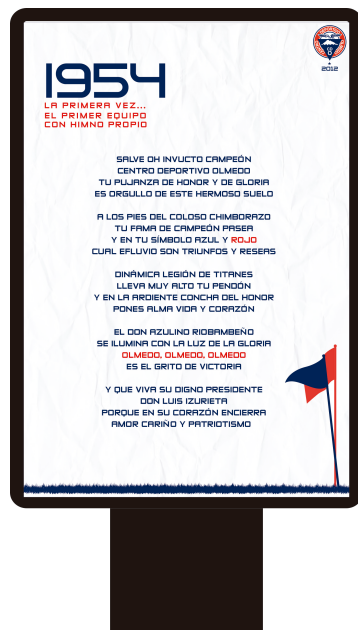 1954
LA PRIMERA VEZ...
EL PRIMER EQUIPO
CON HIMNO PROPIO
2012
SALVE OH INVICTO CAMPEÓN
CENTRO DEPORTIVO OLMEDO
TU PUJANZA DE HONOR Y DE GLORIA
ES ORGULLO DE ESTE HERMOSO SUELO
A LOS PIES DEL COLOSO CHIMBORAZO
TU FAMA DE CAMPEÓN PASEA
Y EN TU SÍMBOLO AZUL Y ROJO
CUAL EFLUVIO SON TRIUNFOS Y RESEAS
DINÁMICA LEGIÓN DE TITANES
LLEVA MUY ALTO TU PENDÓN
Y EN LA ARDIENTE CONCHA DEL HONOR
PONES ALMA VIDA Y CORAZÓN
EL DON AZULINO RIOBAMBEÑO
SE ILUMINA CON LA LUZ DE LA GLORIA
OLMEDO, OLMEDO, OLMEDO
ES EL GRITO DE VICTORIA
Y QUE VIVA SU DIGNO PRESIDENTE
DON LUIS IZURIETA
PORQUE EN SU CORAZÓN ENCIERRA
AMOR CARIÑO Y PATRIOTISMO